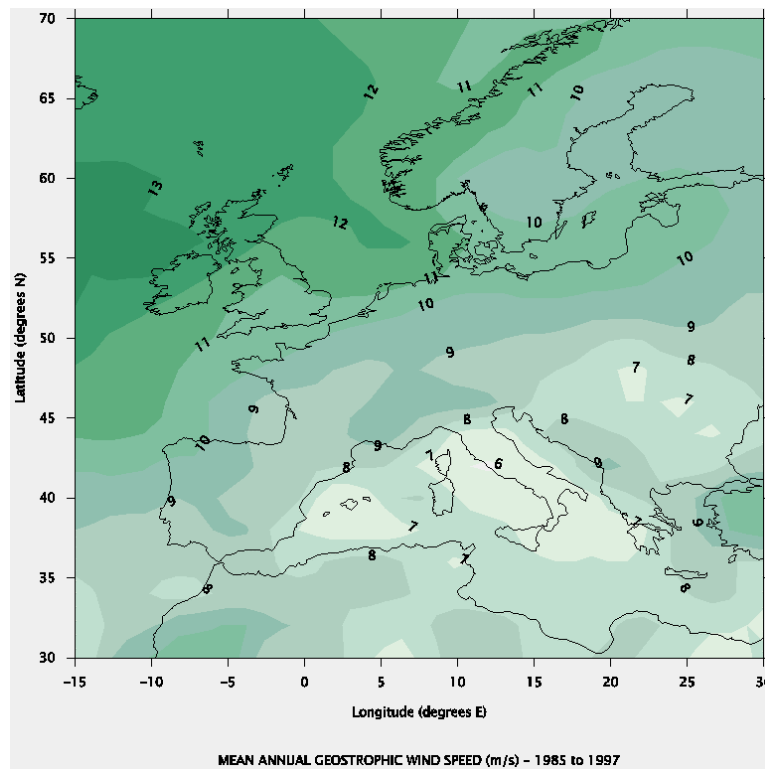 70
65 12 11 11 10
60 13
12 10
55 10
11
10
9
50 11 9 8
7
7
45 9 8 8
10 9
8 7 6 9
40 9
7 7 6
8 7
35 8 8
30
Latitude (degrees N)
−15 −10 −5 0 5 10 15 20 25 30
Longitude (degrees E)
MEAN ANNUAL GEOSTROPHIC WIND SPEED (m/s) – 1985 to 1997